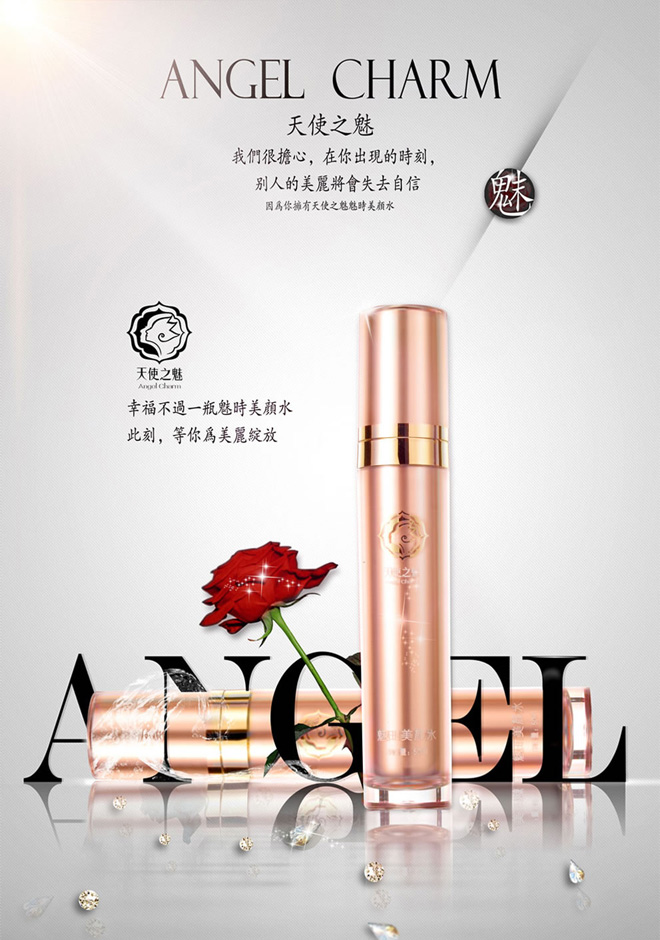 ANGEL CHARM
天使之魅
我們很擔心，在你出現的時刻，
别人的美麗將會失去自信
因爲你擁有天使之魅魅時美顔水
魅
天使之魅
Angel Charm
幸福不過一瓶魅時美顔水
此刻，等你爲美麗綻放
ANGEL